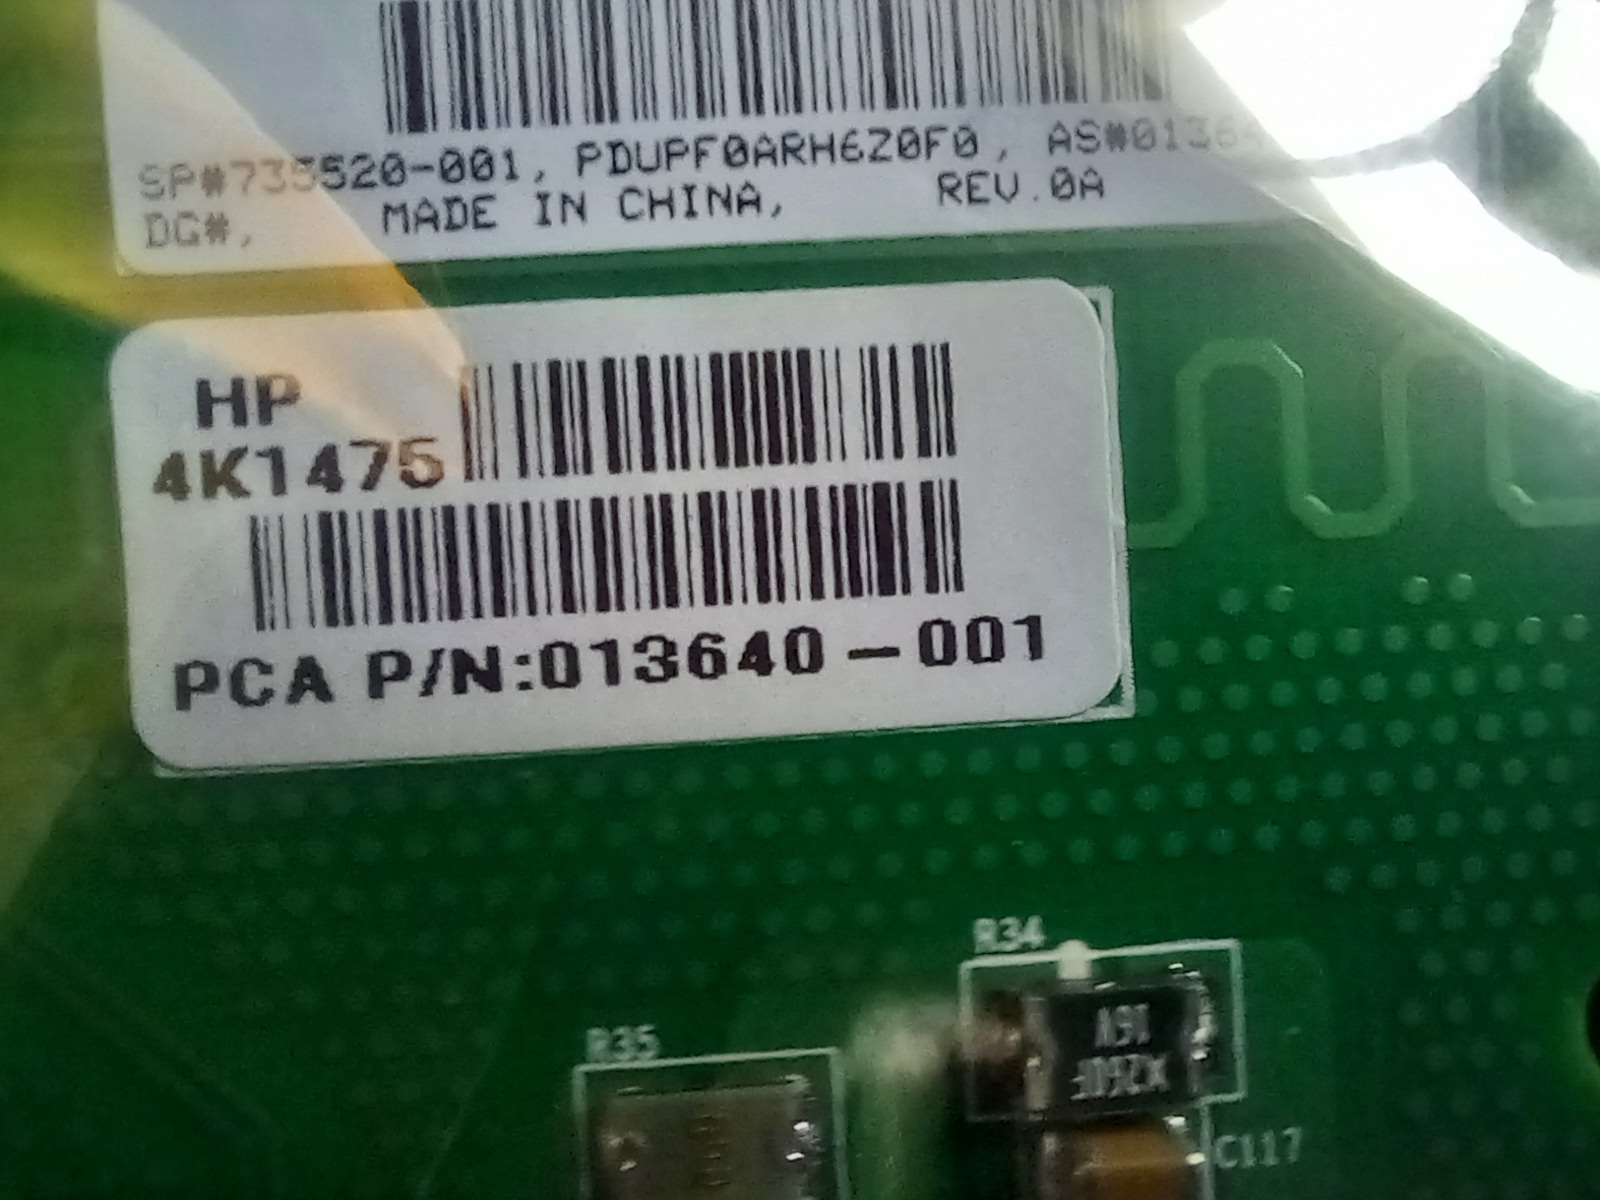 SP#735520-001, PDUPF0ARH6Z0F0, AS#01364
DG#, MADE IN CHINA, REV.0A
HP
4K1475
PCA P/N:013640-001
R34
R35
C117